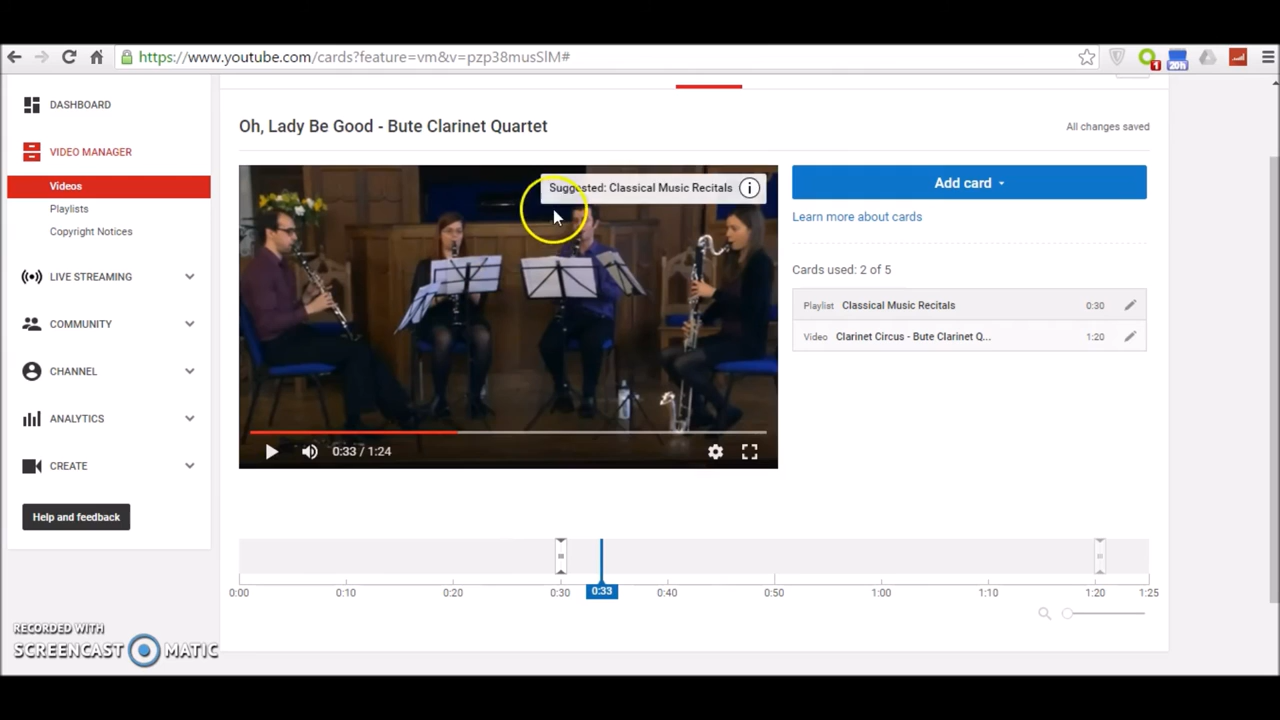 https://www.youtube.com/cards?feature=vm&v=pzp38musSlM#
1
20h
DASHBOARD
VIDEO MANAGER
Videos
Playlists
Copyright Notices
LIVE STREAMING
COMMUNITY
CHANNEL
ANALYTICS
CREATE
Help and feedback
Oh, Lady Be Good - Bute Clarinet Quartet
All changes saved
Suggested: Classical Music Recitals
0:33 / 1:24
Add card
Learn more about cards
Cards used: 2 of 5
Playlist Classical Music Recitals 0:30
Video Clarinet Circus - Bute Clarinet Q... 1:20
0:00 0:10 0:20 0:30 0:33 0:40 0:50 1:00 1:10 1:20 1:25
RECORDED WITH
SCREENCAST MATIC